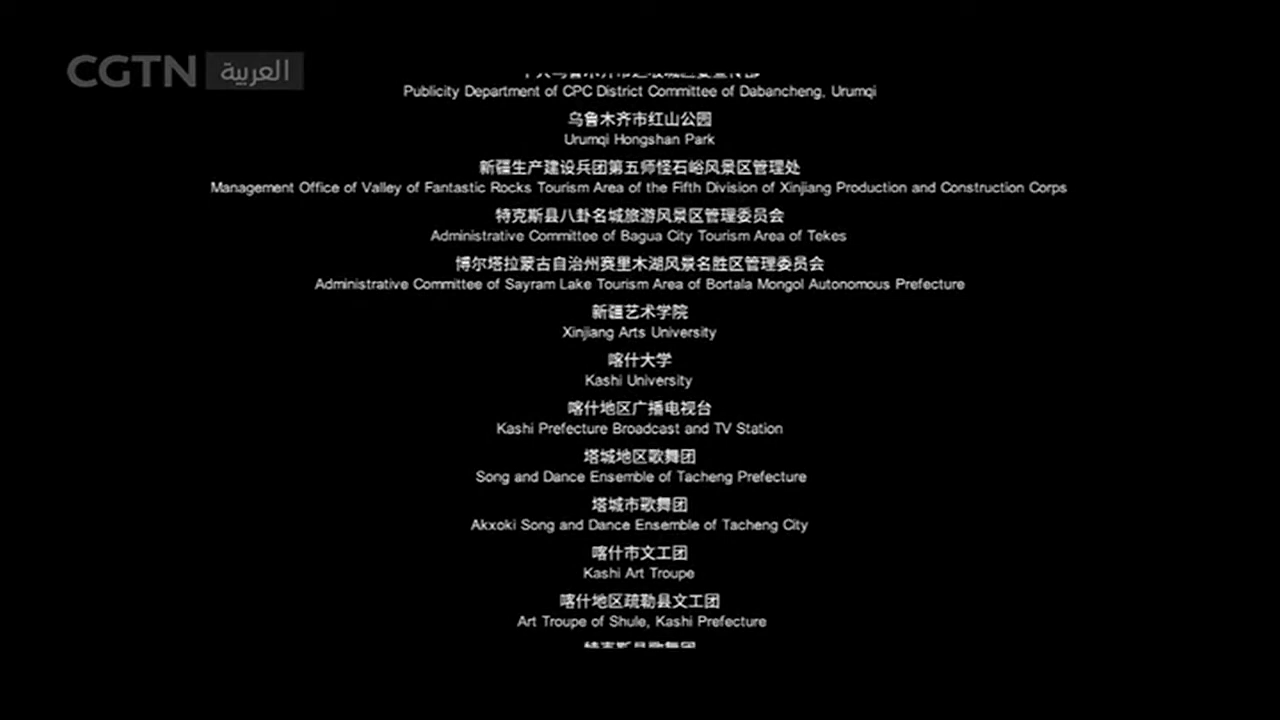 CGTN العربية
Publicity Department of CPC District Committee of Dabancheng, Urumqi
乌鲁木齐市红山公园
Urumqi Hongshan Park
新疆生产建设兵团第五师怪石峪风景区管理处
Management Office of Valley of Fantastic Rocks Tourism Area of the Fifth Division of Xinjiang Production and Construction Corps
特克斯县八卦名城旅游风景区管理委员会
Administrative Committee of Bagua City Tourism Area of Tekes
博尔塔拉蒙古自治州赛里木湖风景名胜区管理委员会
Administrative Committee of Sayram Lake Tourism Area of Bortala Mongol Autonomous Prefecture
新疆艺术学院
Xinjiang Arts University
喀什大学
Kashi University
喀什地区广播电视台
Kashi Prefecture Broadcast and TV Station
塔城地区歌舞团
Song and Dance Ensemble of Tacheng Prefecture
塔城市歌舞团
Akxoki Song and Dance Ensemble of Tacheng City
喀什市文工团
Kashi Art Troupe
喀什地区疏勒县文工团
Art Troupe of Shule, Kashi Prefecture